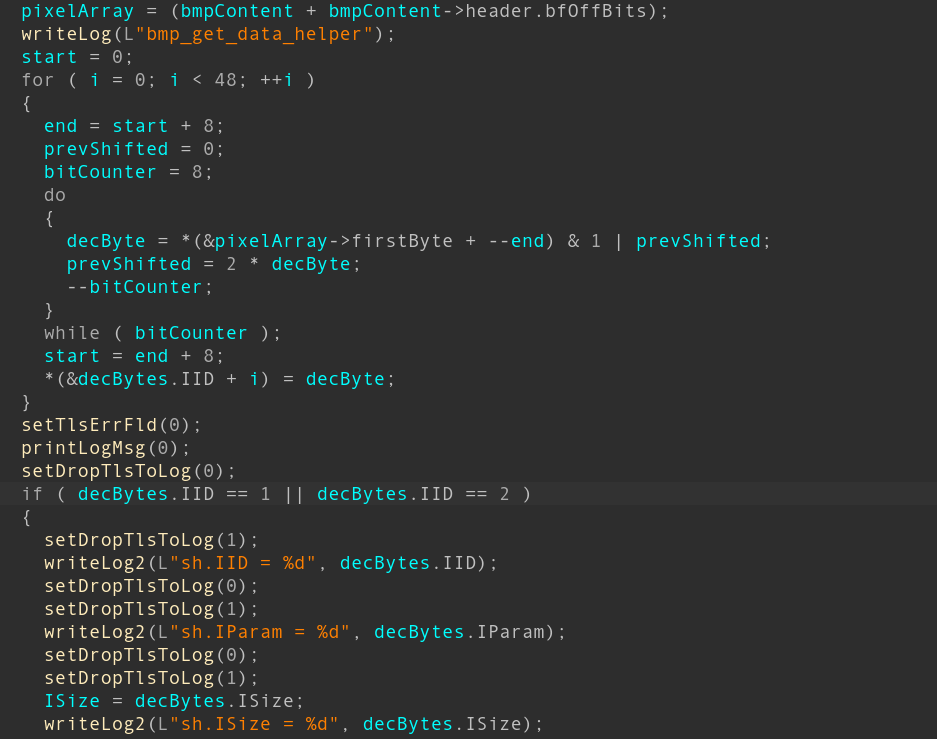 pixelArray = (bmpContent + bmpContent->header.bfOffBits);
writeLog(L"bmp_get_data_helper");
start = 0;
for ( i = 0; i < 48; ++i )
{
  end = start + 8;
  prevShifted = 0;
  bitCounter = 8;
  do
  {
    decByte = *(&pixelArray->firstByte + --end) & 1 | prevShifted;
    prevShifted = 2 * decByte;
    --bitCounter;
  }
  while ( bitCounter );
  start = end + 8;
  *(&decBytes.IID + i) = decByte;
}
setTlsErrFld(0);
printLogMsg(0);
setDropTlsToLog(0);
if ( decBytes.IID == 1 || decBytes.IID == 2 )
{
  setDropTlsToLog(1);
  writeLog2(L"sh.IID = %d", decBytes.IID);
  setDropTlsToLog(0);
  setDropTlsToLog(1);
  writeLog2(L"sh.IParam = %d", decBytes.IParam);
  setDropTlsToLog(0);
  setDropTlsToLog(1);
  ISize = decBytes.ISize;
  writeLog2(L"sh.ISize = %d", decBytes.ISize);